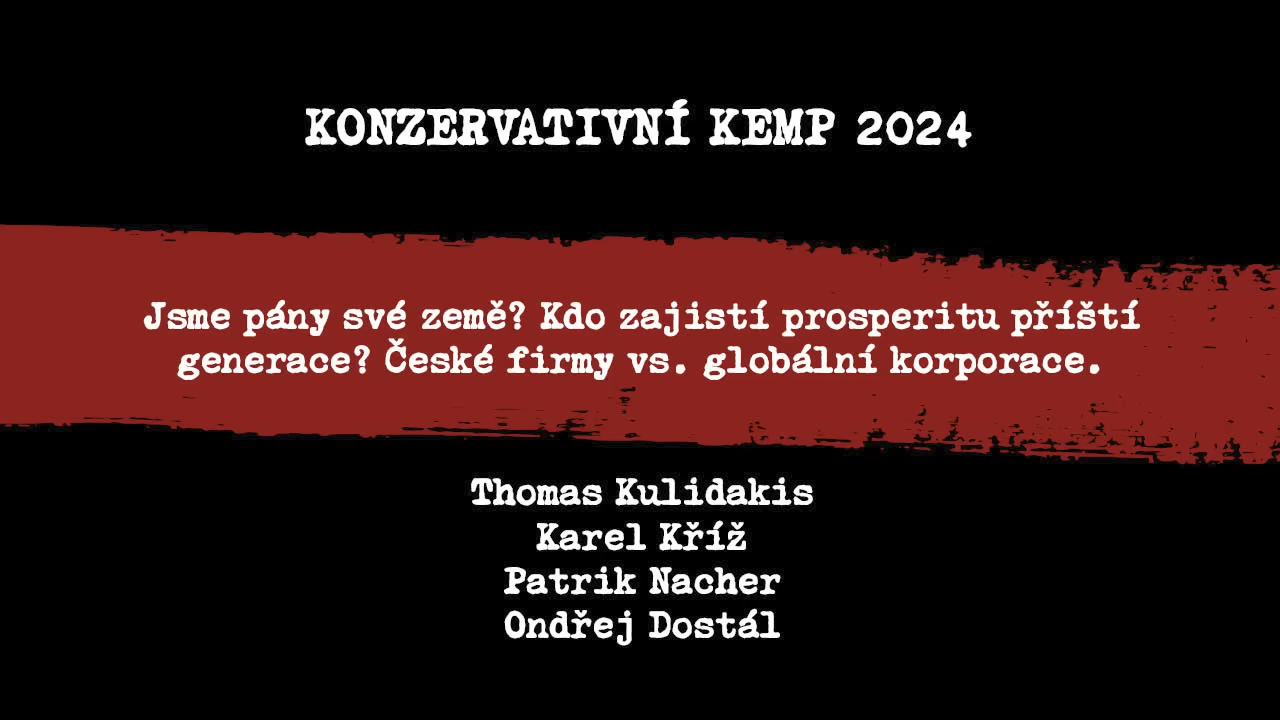 KONZERVATIVNÍ KEMP 2024
Jsme pány své země? Kdo zajistí prosperitu příští
generace? České firmy vs. globální korporace.
Thomas Kulidakis
Karel Kříž
Patrik Nacher
Ondřej Dostál